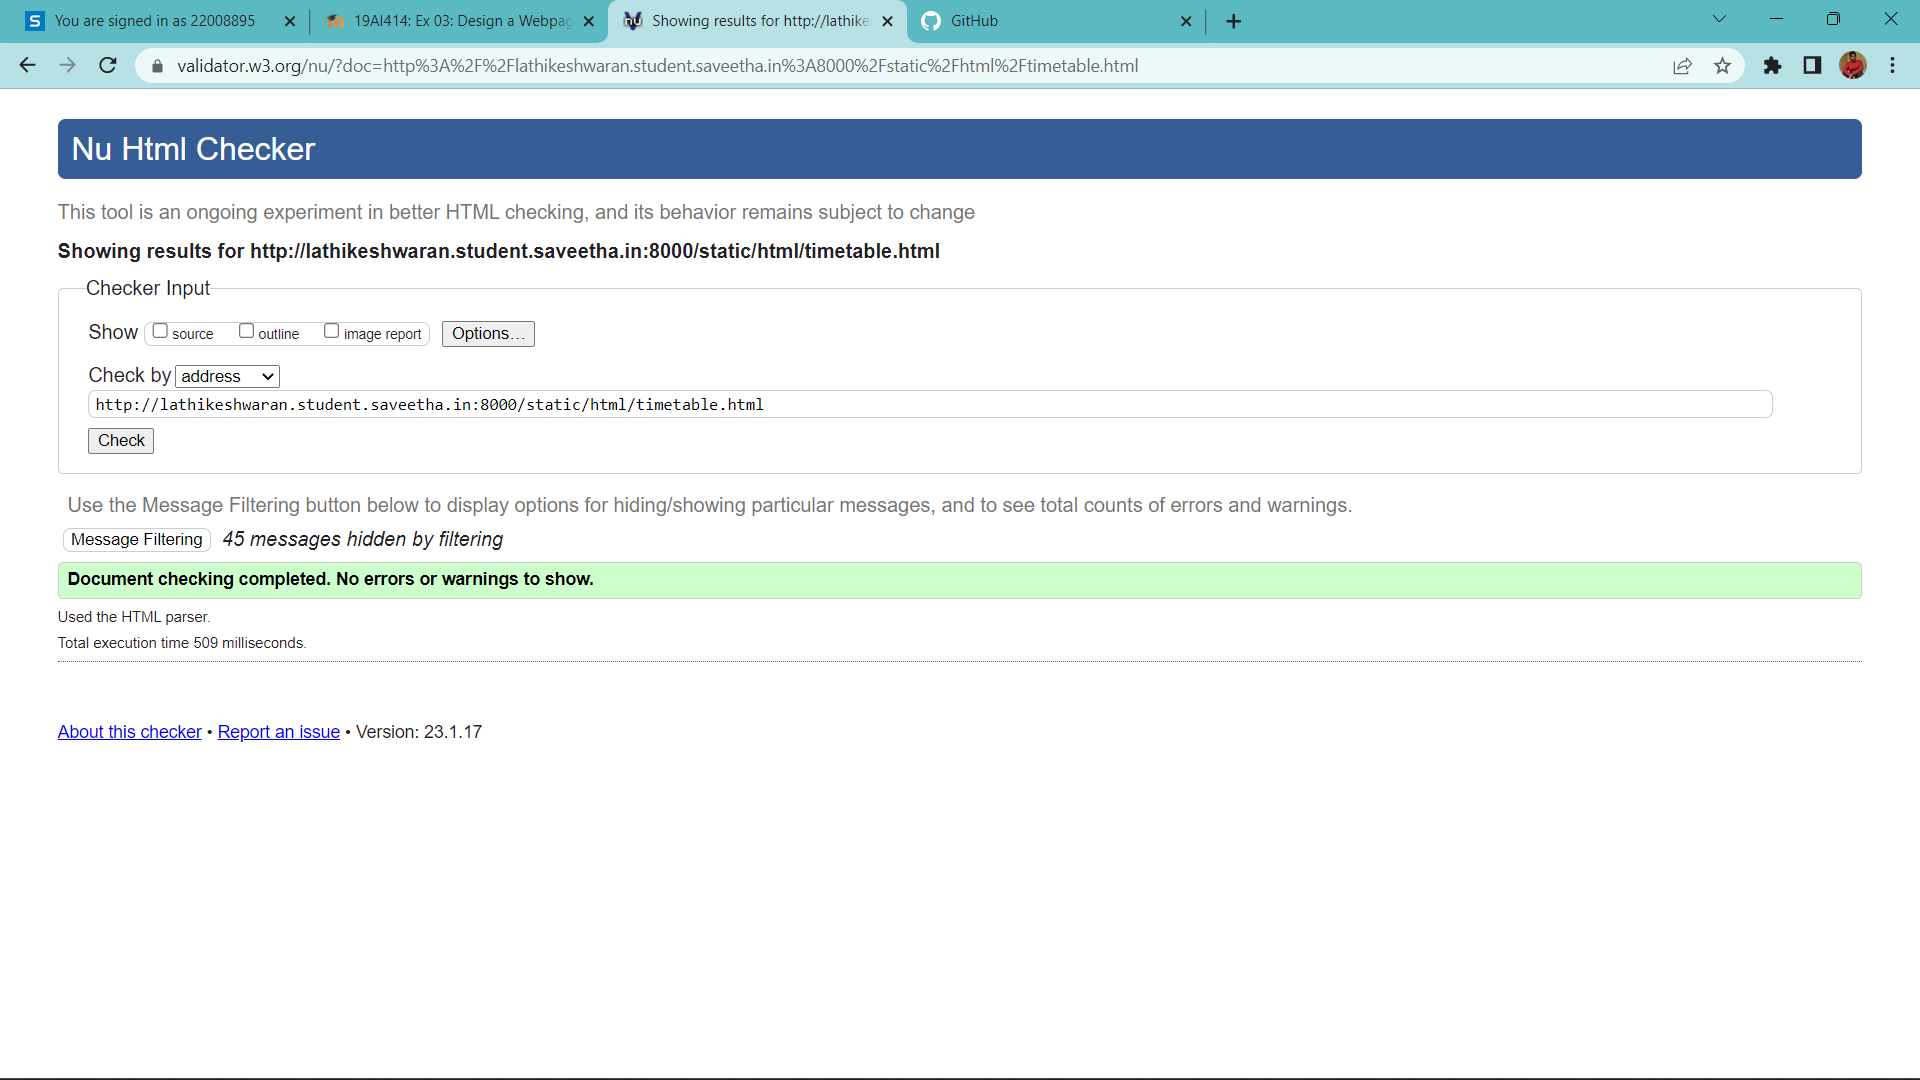 You are signed in as 22008895
19AI414: Ex 03: Design a Webpag
Showing results for http://lathike
GitHub
validator.w3.org/nu/?doc=http%3A%2F%2Flathikeshwaran.student.saveetha.in%3A8000%2Fstatic%2Fhtml%2Ftimetable.html
Nu Html Checker
This tool is an ongoing experiment in better HTML checking, and its behavior remains subject to change
Showing results for http://lathikeshwaran.student.saveetha.in:8000/static/html/timetable.html
Checker Input
Show source outline image report Options...
Check by address
http://lathikeshwaran.student.saveetha.in:8000/static/html/timetable.html
Check
Use the Message Filtering button below to display options for hiding/showing particular messages, and to see total counts of errors and warnings.
Message Filtering 45 messages hidden by filtering
Document checking completed. No errors or warnings to show.
Used the HTML parser.
Total execution time 509 milliseconds.
About this checker • Report an issue • Version: 23.1.17